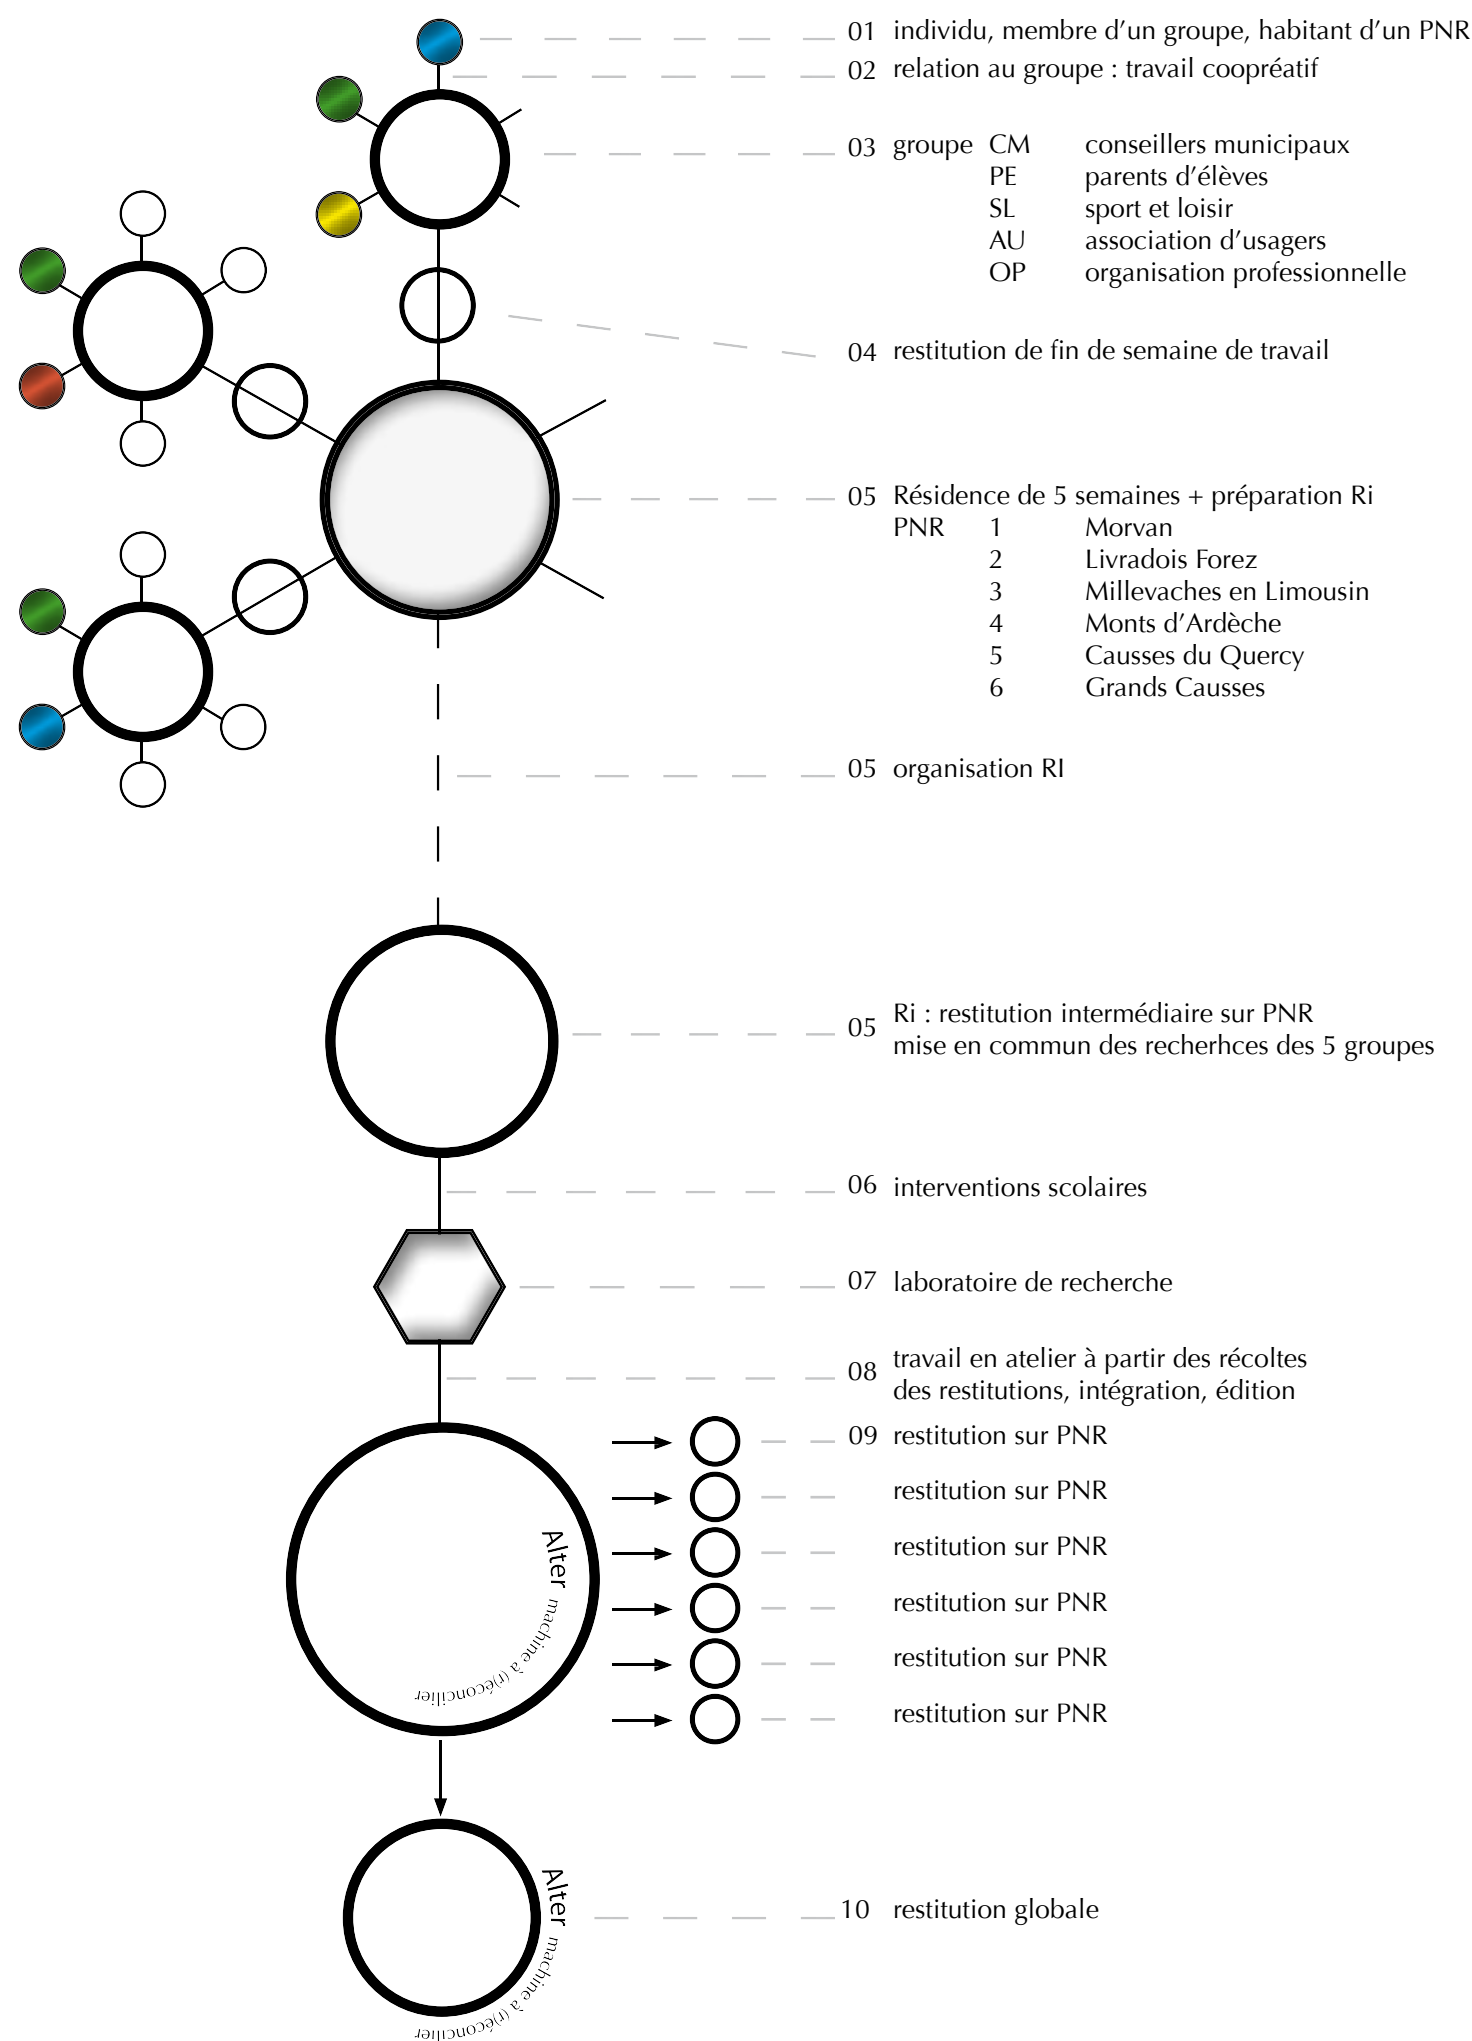 01 individu, membre d’un groupe, habitant d’un PNR
02 relation au groupe : travail coopréatif
03 groupe CM conseillers municipaux
PE parents d’élèves
SL sport et loisir
AU association d’usagers
OP organisation professionnelle
04 restitution de fin de semaine de travail
05 Résidence de 5 semaines + préparation Ri
PNR 1 Morvan
2 Livradois Forez
3 Millevaches en Limousin
4 Monts d’Ardèche
5 Causses du Quercy
6 Grands Causses
05 organisation RI
05 Ri : restitution intermédiaire sur PNR
mise en commun des recherhces des 5 groupes
06 interventions scolaires
07 laboratoire de recherche
08 travail en atelier à partir des récoltes
des restitutions, intégration, édition
09 restitution sur PNR
restitution sur PNR
restitution sur PNR
restitution sur PNR
restitution sur PNR
restitution sur PNR
Alter machine à (r)éconcilier
10 restitution globale
Alter machine à (r)éconcilier